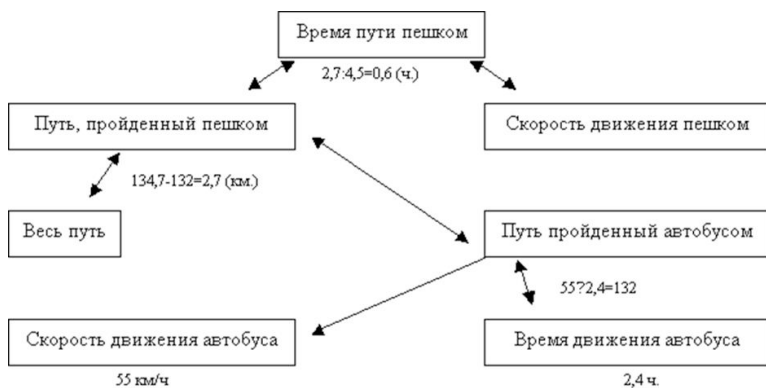 Время пути пешком
2,7:4,5=0,6 (ч.)
Путь, пройденный пешком
Скорость движения пешком
134,7-132=2,7 (км.)
Весь путь
Путь пройденный автобусом
55?2,4=132
Скорость движения автобуса
Время движения автобуса
55 км/ч
2,4 ч.